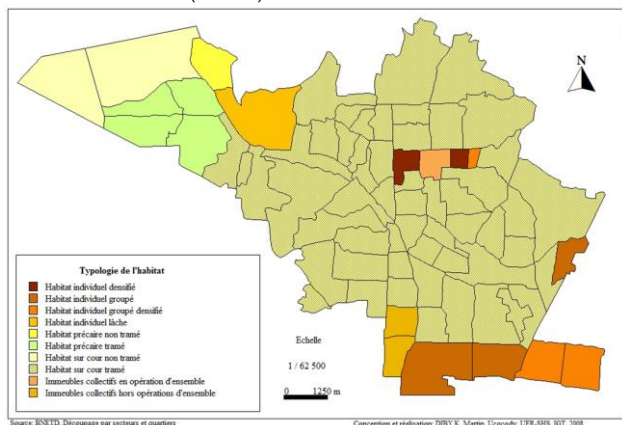 N
Typologie de l'habitat
Habitat individuel densifié
Habitat individuel groupé
Habitat individuel groupé densifié
Habitat individuel lâche
Habitat précaire non tramé
Habitat précaire tramé
Habitat sur cour non tramé
Habitat sur cour tramé
Immeubles collectifs en opération d'ensemble
Immeubles collectifs hors opérations d'ensemble
Echelle
1 / 62 500
0 1250 m
Source: BNETD, Découpage par secteurs et quartiers
Conception et réalisation: DIBY K. Martin; Ucocody; UFR-SHS, IGT, 2008